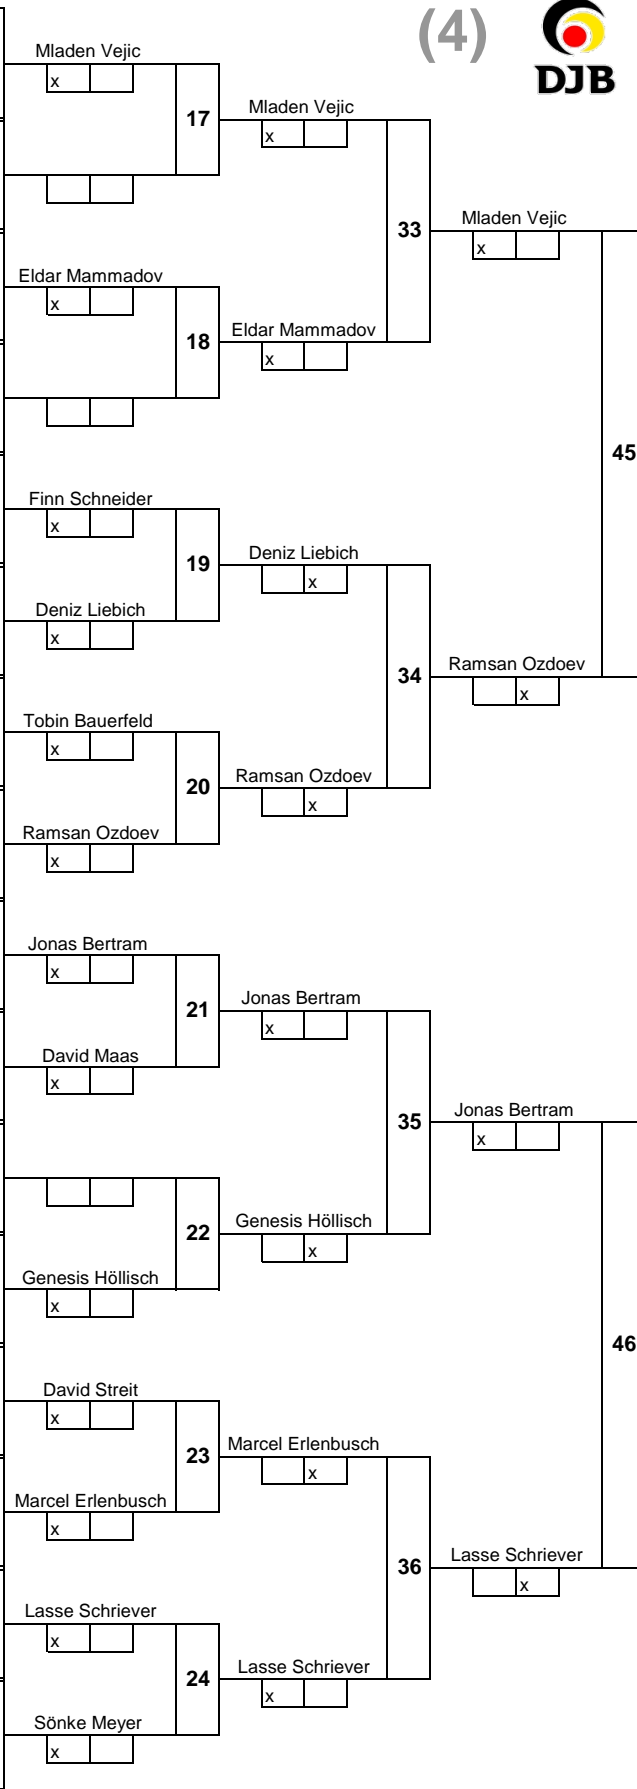 (4)
DJB
Mladen Vejic
x
17
Mladen Vejic
x
33
Mladen Vejic
x
Eldar Mammadov
x
18
Eldar Mammadov
x
45
Finn Schneider
x
19
Deniz Liebich
x
Deniz Liebich
x
34
Ramsan Ozdoev
x
Tobin Bauerfeld
x
20
Ramsan Ozdoev
x
Ramsan Ozdoev
x
Jonas Bertram
x
21
Jonas Bertram
x
David Maas
x
35
Jonas Bertram
x
22
Genesis Höllisch
x
Genesis Höllisch
x
46
David Streit
x
23
Marcel Erlenbusch
x
Marcel Erlenbusch
x
36
Lasse Schriever
x
Lasse Schriever
x
24
Lasse Schriever
x
Sönke Meyer
x